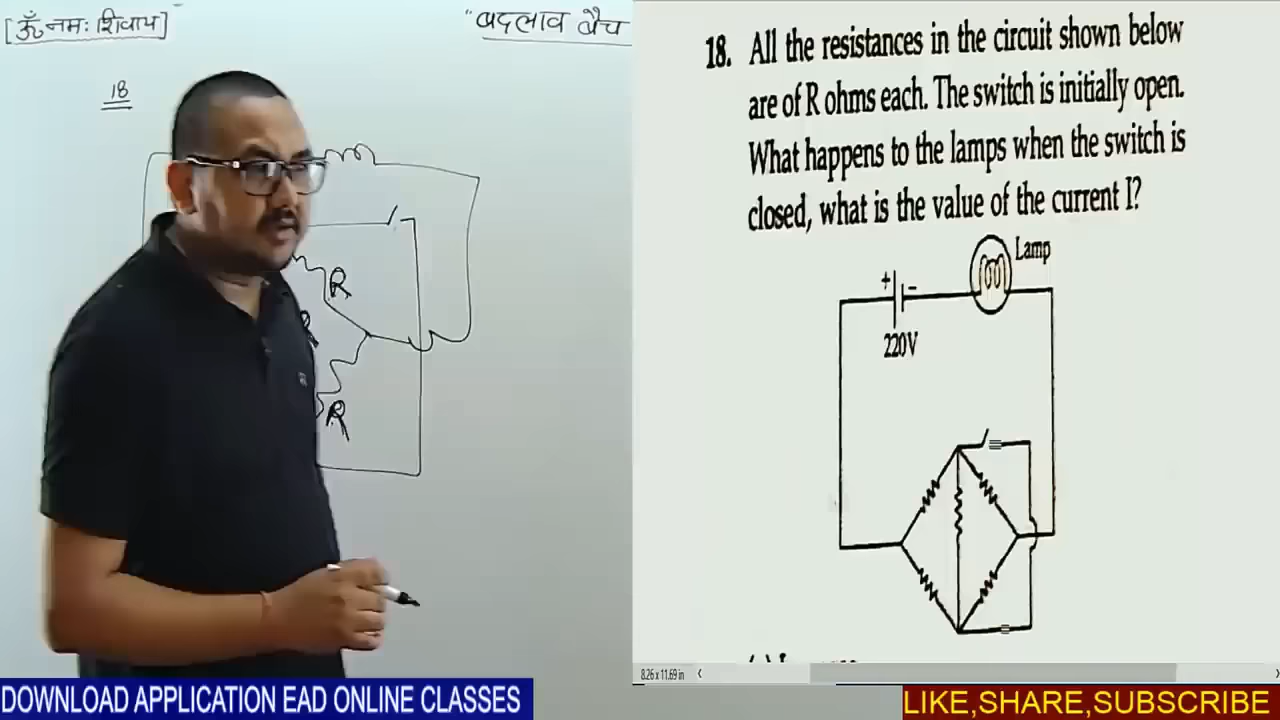 [ॐ नमः शिवाय]
"बदलाव बैच
18
R
R
18. All the resistances in the circuit shown below
are of R ohms each. The switch is initially open.
What happens to the lamps when the switch is
closed, what is the value of the current I?
Lamp
+ -
220V
8.26 x 11.69 in
DOWNLOAD APPLICATION EAD ONLINE CLASSES
LIKE,SHARE,SUBSCRIBE